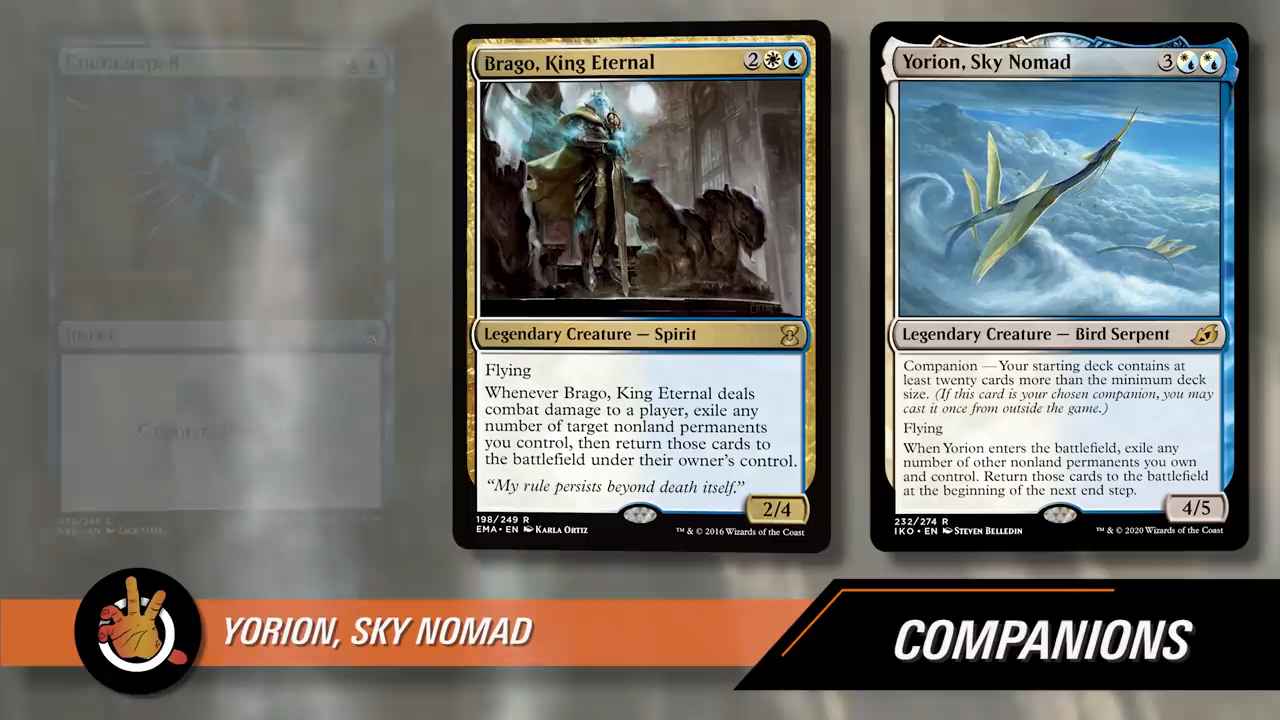 Counterspell
Brago, King Eternal
2
Legendary Creature — Spirit
Flying
Whenever Brago, King Eternal deals
combat damage to a player, exile any
number of target nonland permanents
you control, then return those cards to
the battlefield under their owner's control.
"My rule persists beyond death itself."
2/4
198/249 R
EMA • EN Karla Ortiz
™ & © 2016 Wizards of the Coast
Yorion, Sky Nomad
3
Legendary Creature — Bird Serpent
Companion — Your starting deck contains at
least twenty cards more than the minimum deck
size. (If this card is your chosen companion, you may
cast it once from outside the game.)
Flying
When Yorion enters the battlefield, exile any
number of other nonland permanents you own
and control. Return those cards to the battlefield
at the beginning of the next end step.
4/5
232/274 R
IKO • EN Steven Belledin
™ & © 2020 Wizards of the Coast
YORION, SKY NOMAD
COMPANIONS